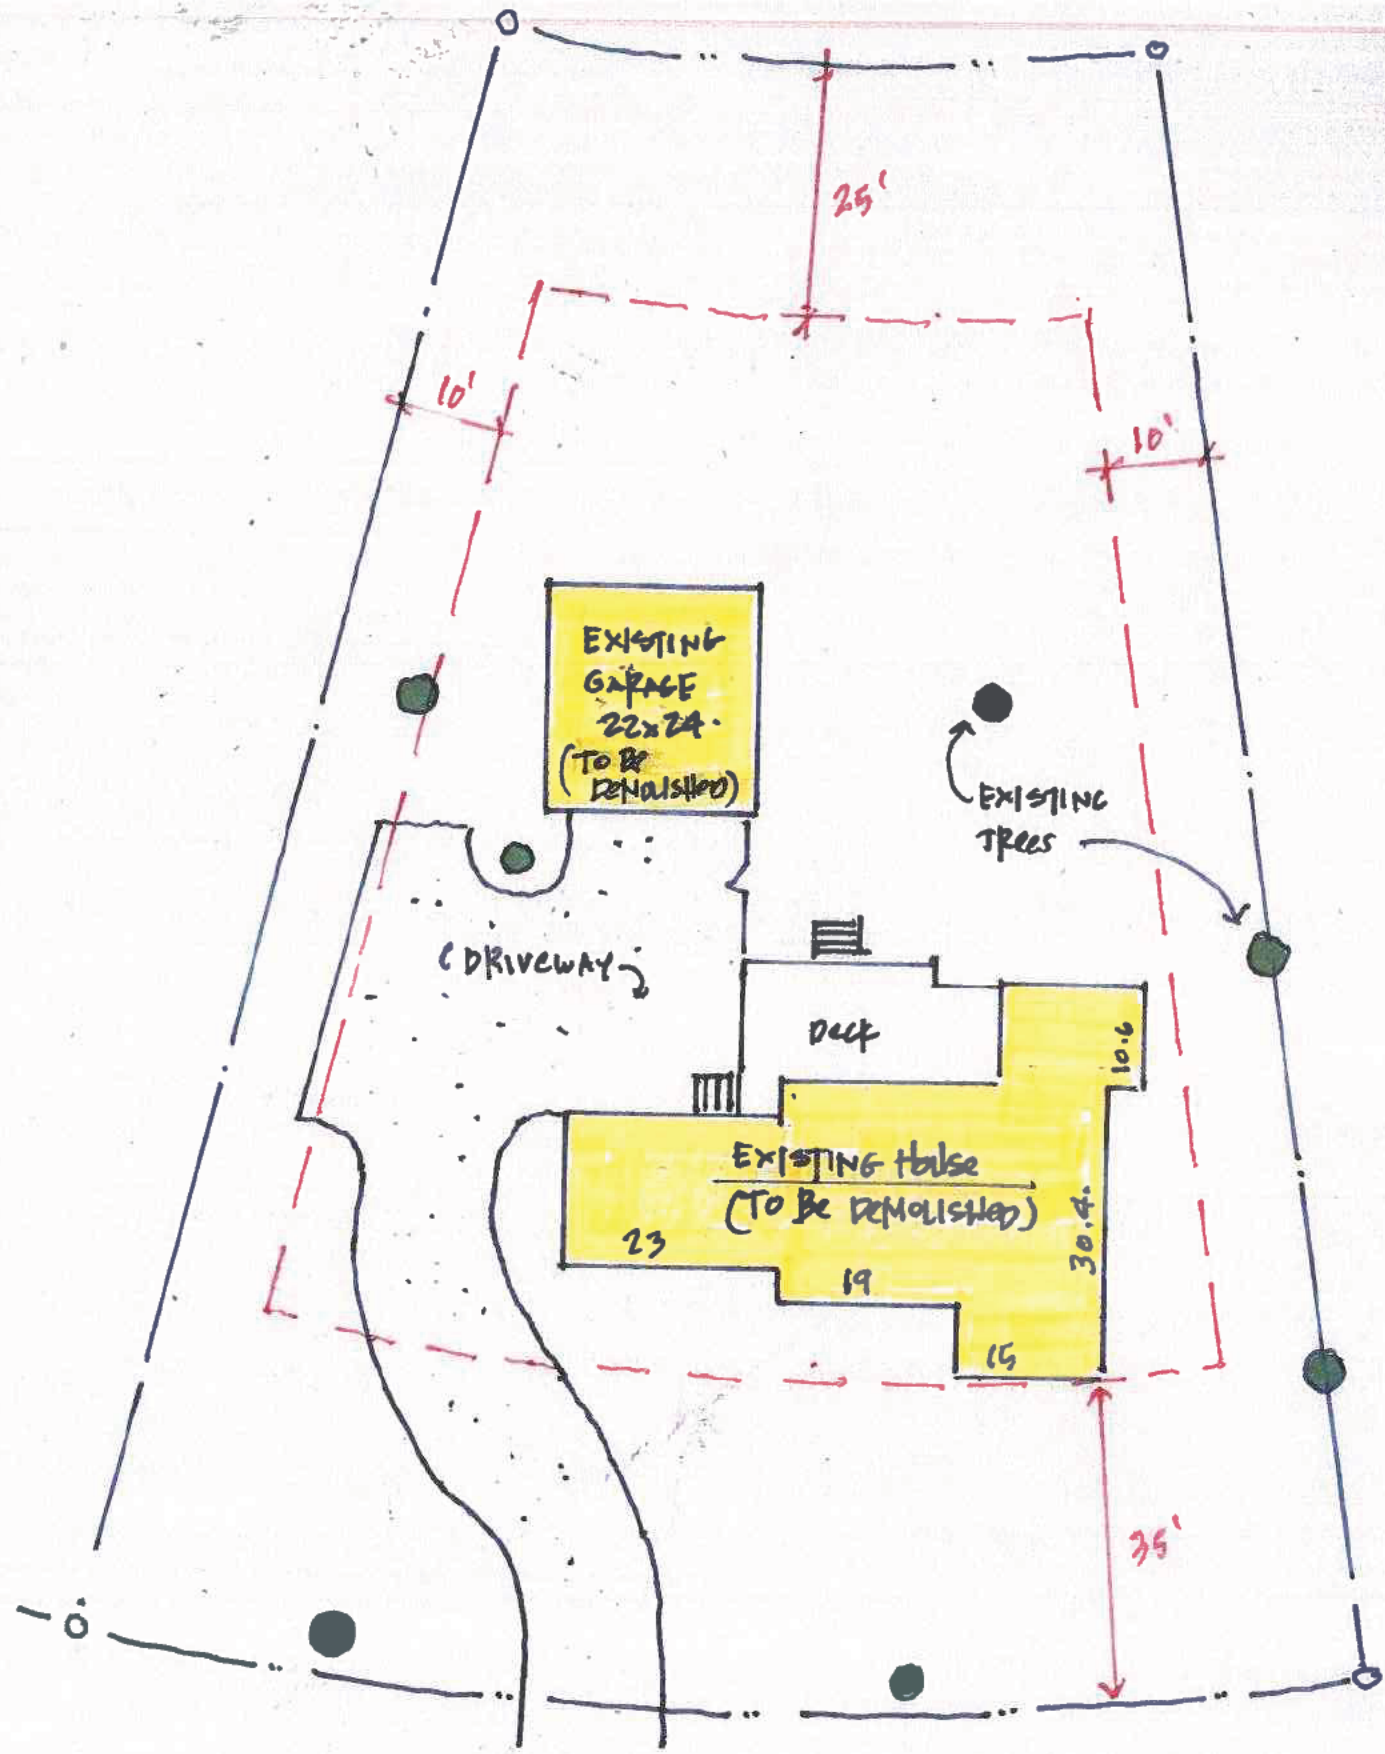 25'
10'
10'
EXISTING
GARAGE
22x24.
(TO BE
DEMOLISHED)
EXISTING
TREES
DRIVEWAY
DECK
10.6
EXISTING HOUSE
(TO BE DEMOLISHED)
30.4.
23
19
15
35'